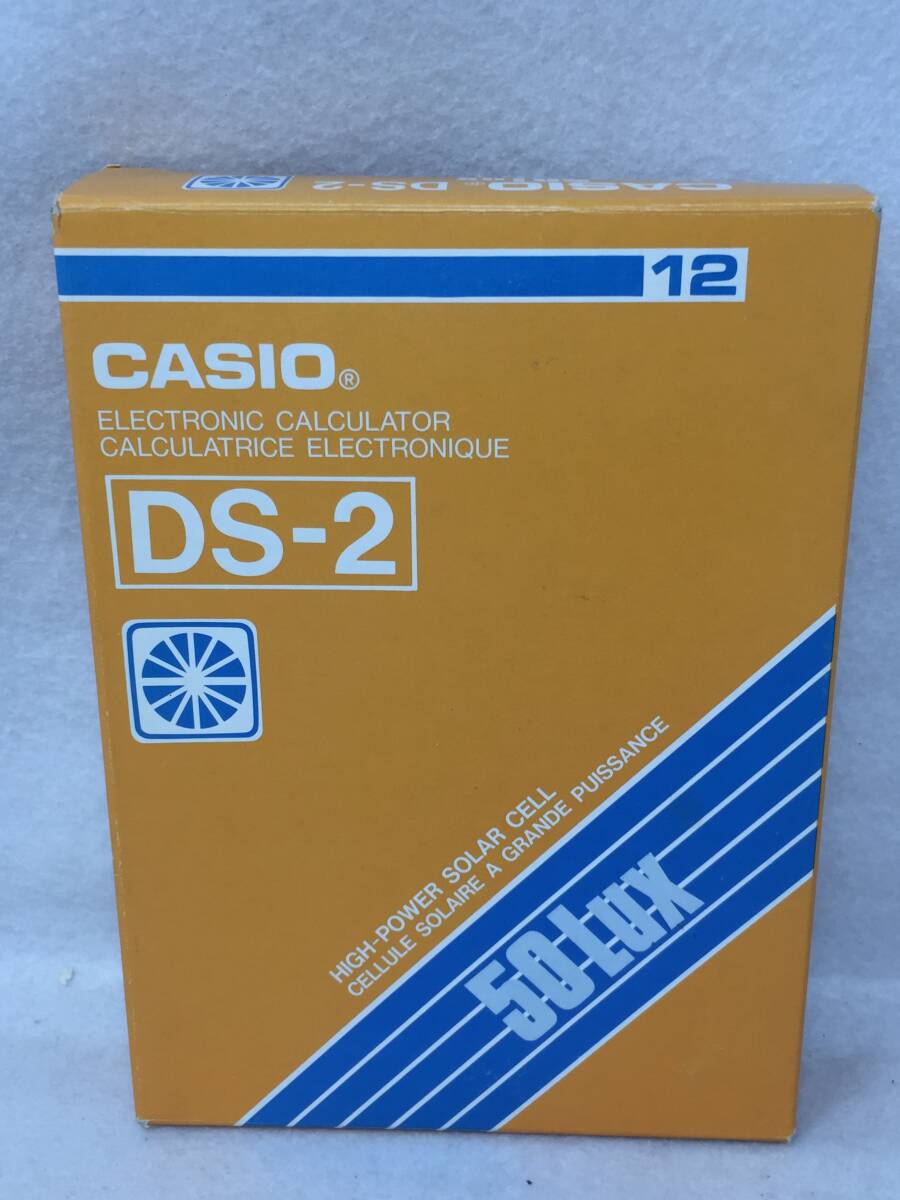 CASIO® DS-2
12
CASIO®
ELECTRONIC CALCULATOR
CALCULATRICE ELECTRONIQUE
DS-2
HIGH-POWER SOLAR CELL
CELLULE SOLAIRE A GRANDE PUISSANCE
50 Lux